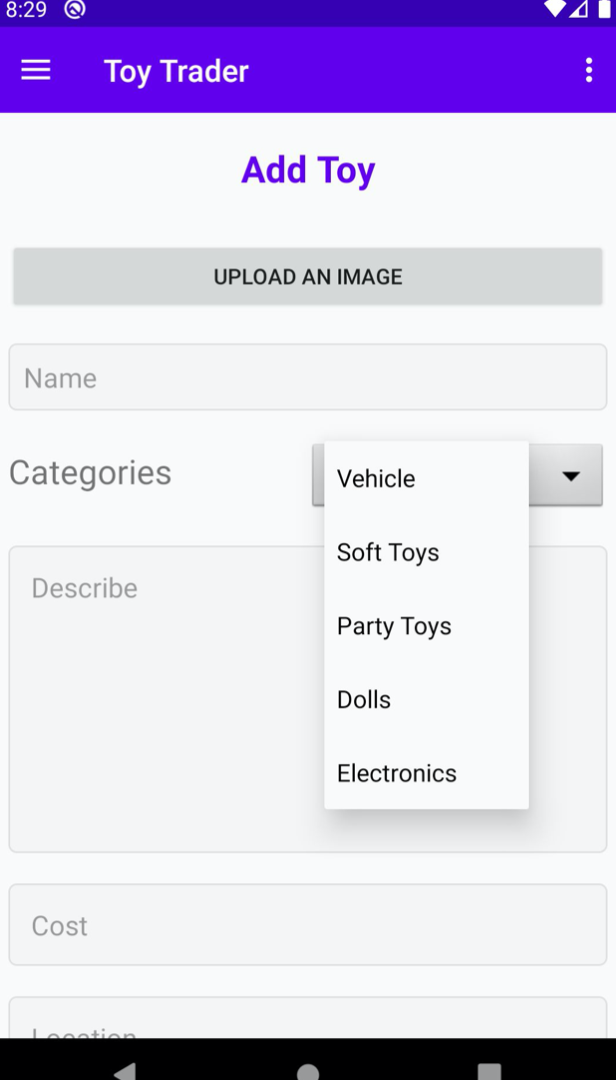 8:29
Toy Trader
Add Toy
UPLOAD AN IMAGE
Name
Categories
Vehicle
Soft Toys
Party Toys
Dolls
Electronics
Describe
Cost
Location